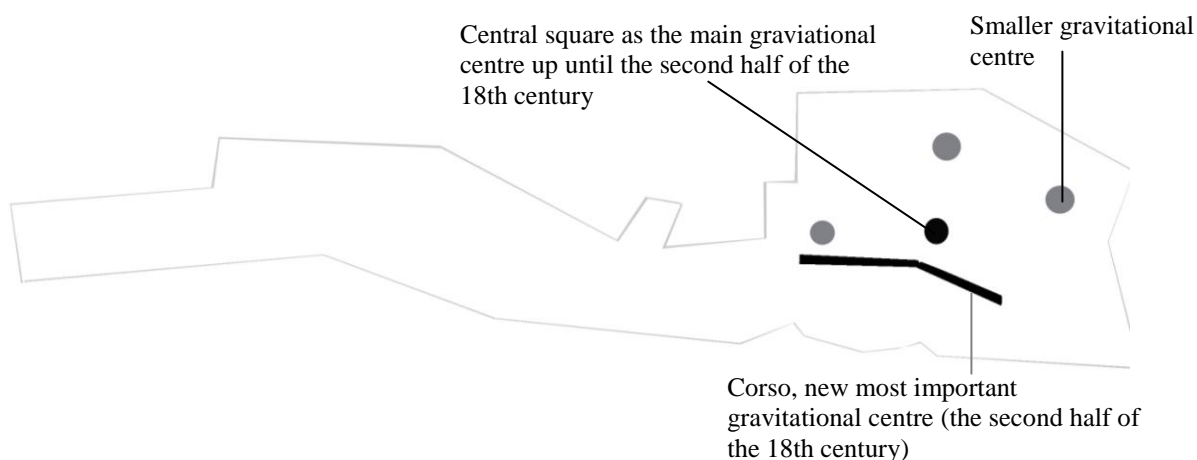 Central square as the main graviational
centre up until the second half of the
18th century
Smaller gravitational
centre
Corso, new most important
gravitational centre (the second half of
the 18th century)